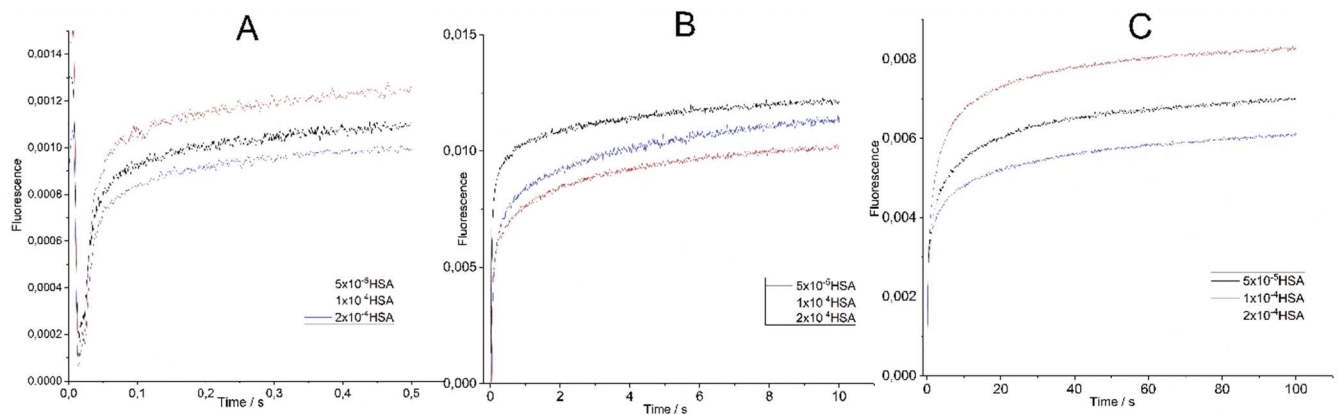 A
0,0014
0,0012
0,0010
0,0008
0,0006
0,0004
0,0002
0.0000
Fluorescence
0,0
0,1
0,2
0,3
0,4
0,5
Time / s
5x10⁻⁵HSA
1x10⁻⁴HSA
2x10⁻⁴HSA
B
0,015
0,010
0,005
0,000
Fluorescence
0
2
4
6
8
10
Time / s
5x10⁻⁵HSA
1x10⁻⁴HSA
2x10⁻⁴HSA
C
0,008
0,006
0,004
0,002
0,000
Fluorescence
0
20
40
60
80
100
Time / s
5x10⁻⁵HSA
1x10⁻⁴HSA
2x10⁻⁴HSA